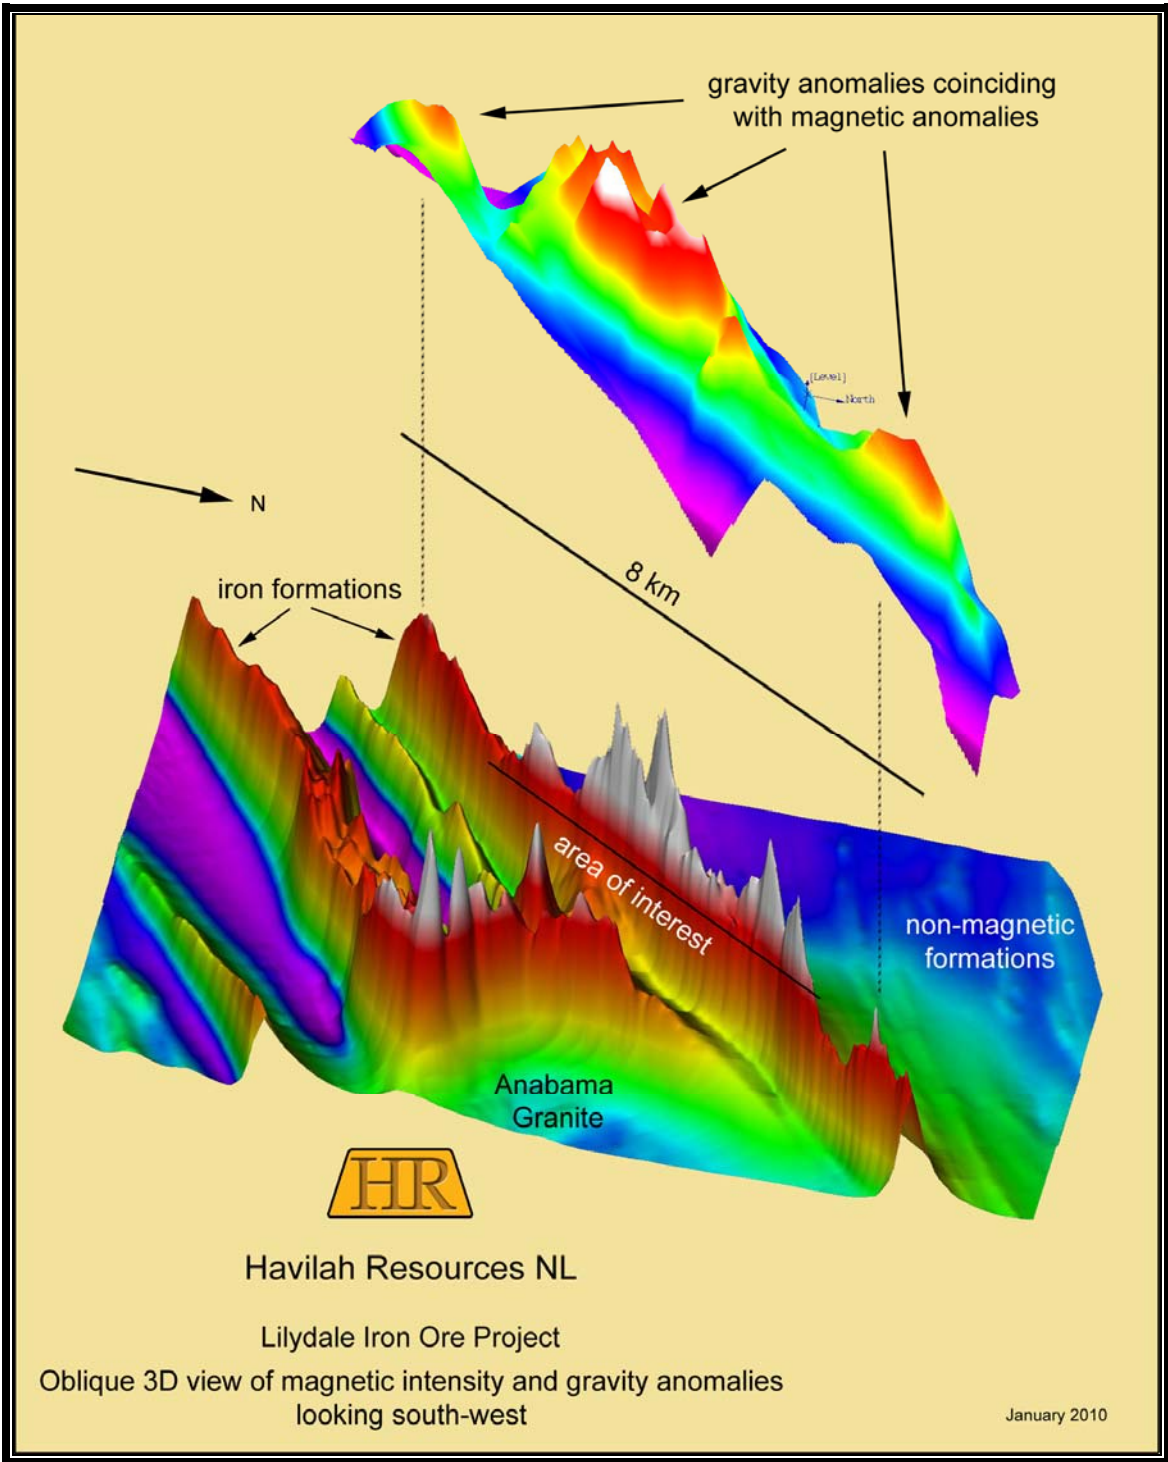 gravity anomalies coinciding
with magnetic anomalies
[Level]
North
N
8 km
iron formations
area of interest
non-magnetic
formations
Anabama
Granite
HR
Havilah Resources NL
Lilydale Iron Ore Project
Oblique 3D view of magnetic intensity and gravity anomalies
looking south-west
January 2010